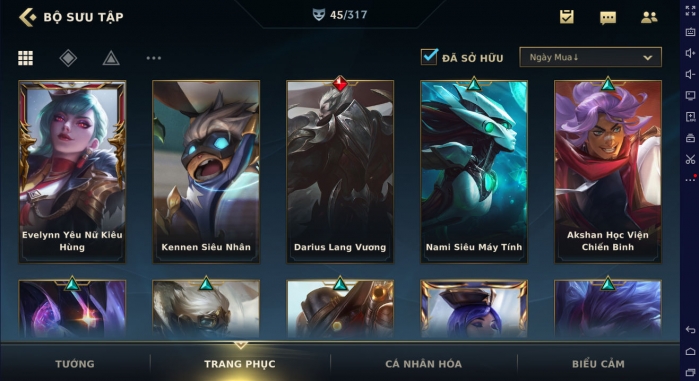 BỘ SƯU TẬP
45/317
ĐÃ SỞ HỮU
Ngày Mua↓
Evelynn Yêu Nữ Kiêu
Hùng
Kennen Siêu Nhân
Darius Lang Vương
Nami Siêu Máy Tính
Akshan Học Viện
Chiến Binh
TƯỚNG
TRANG PHỤC
CÁ NHÂN HÓA
BIỂU CẢM